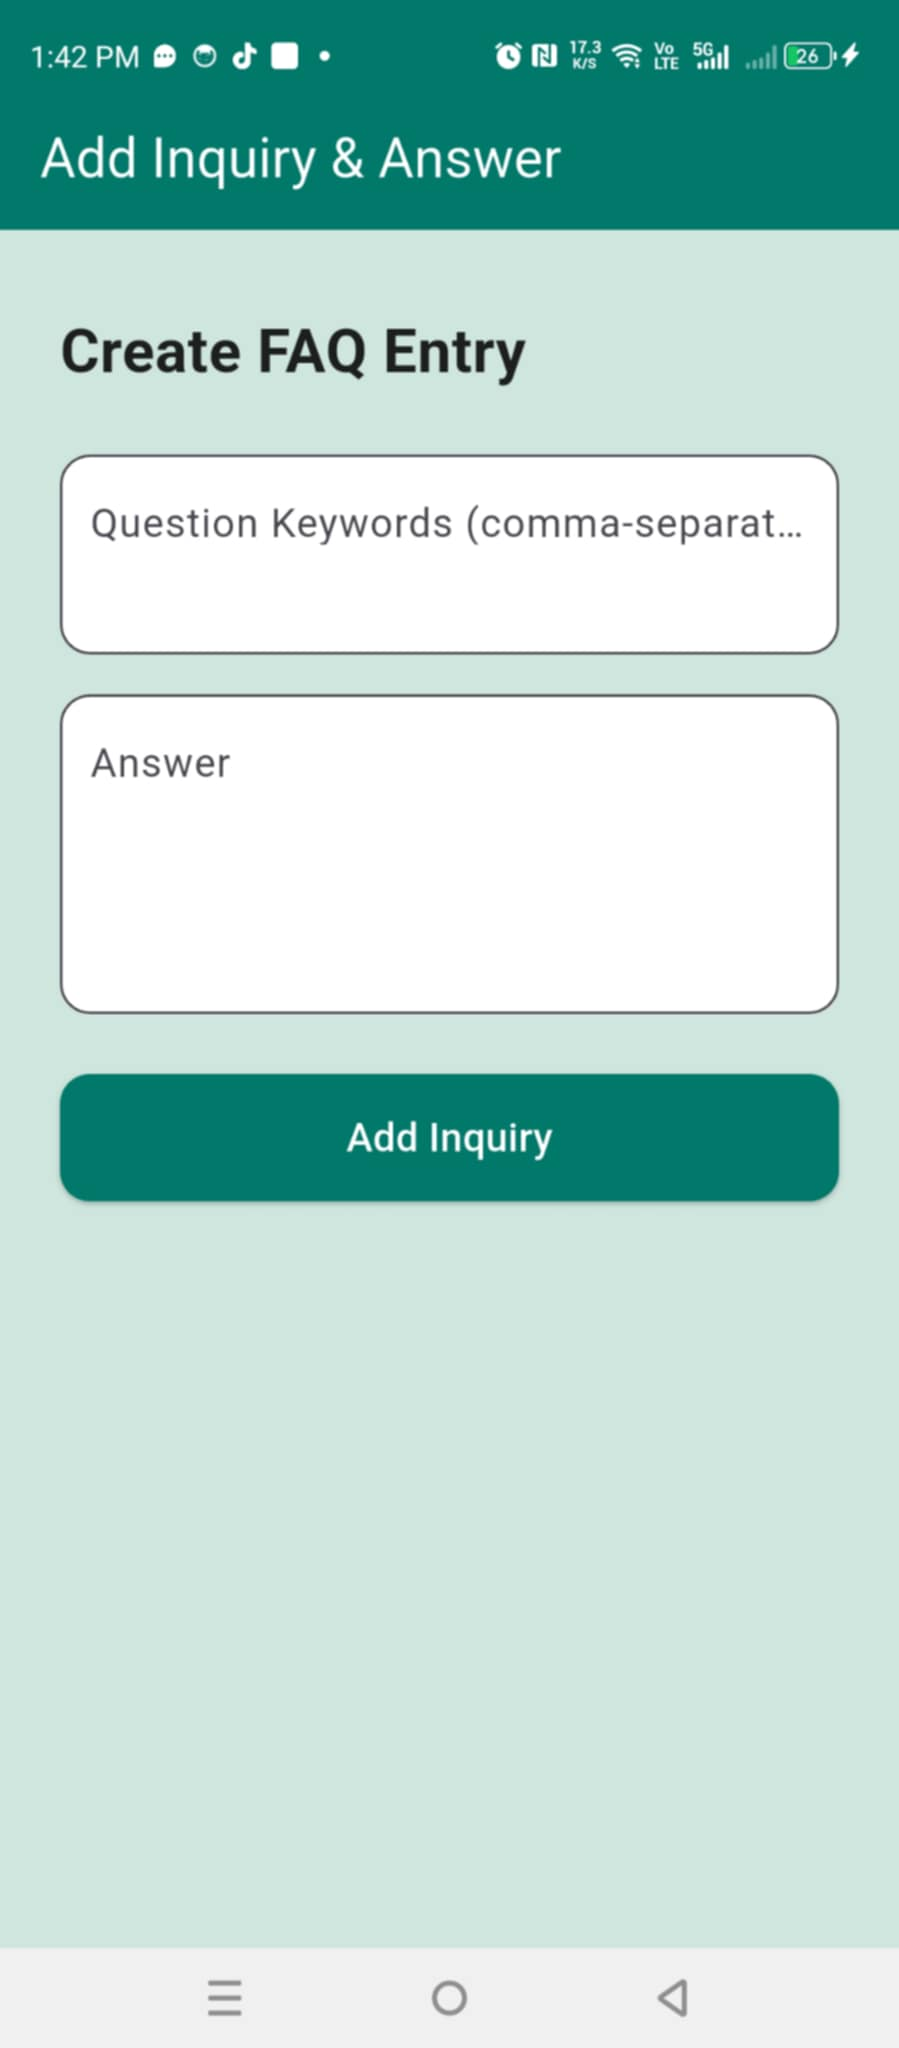 1:42 PM 17.3 K/S Vo LTE 5G 26
Add Inquiry & Answer
Create FAQ Entry
Question Keywords (comma-separat...
Answer
Add Inquiry